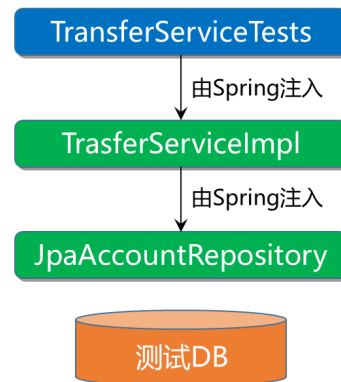 TransferServiceTests
由Spring注入
TrasferServiceImpl
由Spring注入
JpaAccountRepository
测试DB